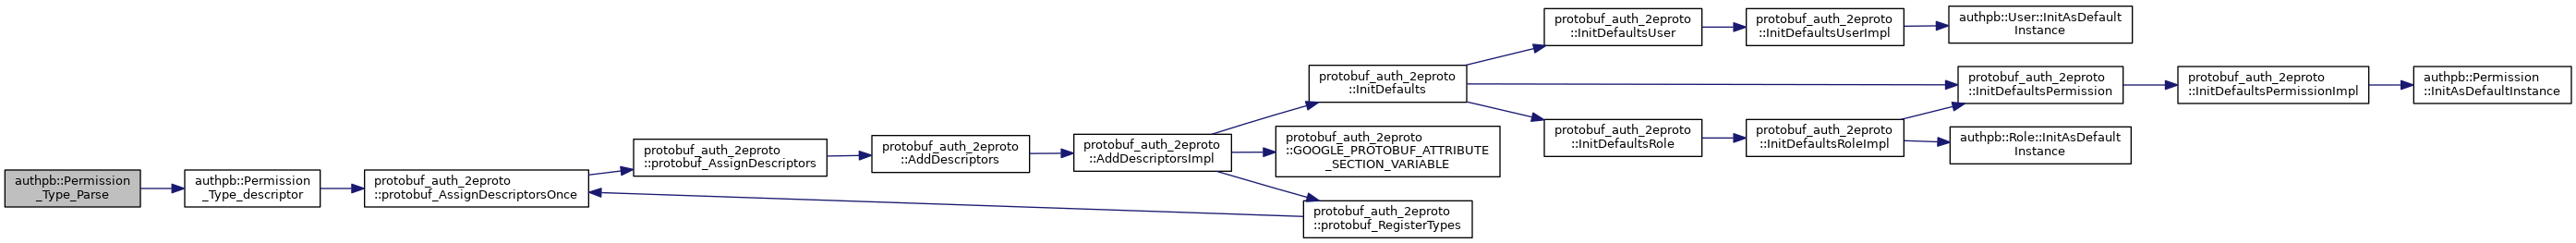 authpb::Permission
_Type_Parse
authpb::Permission
_Type_descriptor
protobuf_auth_2eproto
::protobuf_AssignDescriptorsOnce
protobuf_auth_2eproto
::protobuf_AssignDescriptors
protobuf_auth_2eproto
::AddDescriptors
protobuf_auth_2eproto
::AddDescriptorsImpl
protobuf_auth_2eproto
::InitDefaults
protobuf_auth_2eproto
::InitDefaultsUser
protobuf_auth_2eproto
::InitDefaultsUserImpl
authpb::User::InitAsDefault
Instance
protobuf_auth_2eproto
::InitDefaultsPermission
protobuf_auth_2eproto
::InitDefaultsPermissionImpl
authpb::Permission
::InitAsDefaultInstance
protobuf_auth_2eproto
::InitDefaultsRole
protobuf_auth_2eproto
::InitDefaultsRoleImpl
authpb::Role::InitAsDefault
Instance
protobuf_auth_2eproto
::GOOGLE_PROTOBUF_ATTRIBUTE
_SECTION_VARIABLE
protobuf_auth_2eproto
::protobuf_RegisterTypes